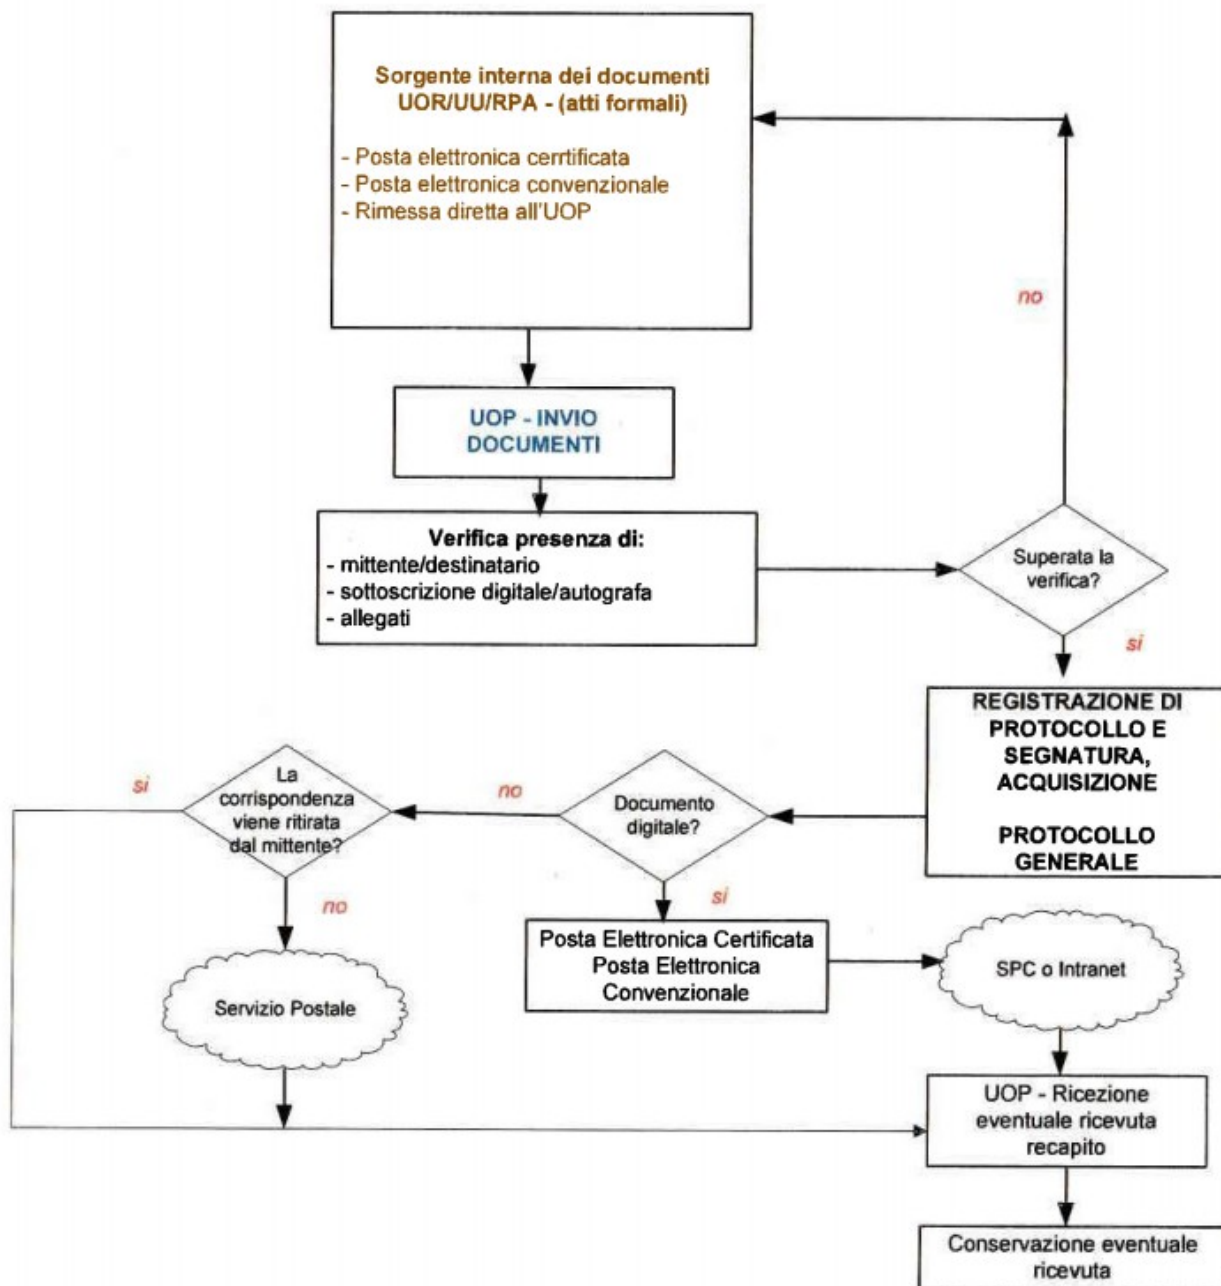 Sorgente interna dei documenti
UOR/UU/RPA - (atti formali)
- Posta elettronica cerrtificata
- Posta elettronica convenzionale
- Rimessa diretta all'UOP
no
UOP - INVIO
DOCUMENTI
Verifica presenza di:
- mittente/destinatario
- sottoscrizione digitale/autografa
- allegati
Superata la
verifica?
si
REGISTRAZIONE DI
PROTOCOLLO E
SEGNATURA,
ACQUISIZIONE
PROTOCOLLO
GENERALE
Documento
digitale?
no
La
corrispondenza
viene ritirata
dal mittente?
si
no
si
Servizio Postale
Posta Elettronica Certificata
Posta Elettronica
Convenzionale
SPC o Intranet
UOP - Ricezione
eventuale ricevuta
recapito
Conservazione eventuale
ricevuta